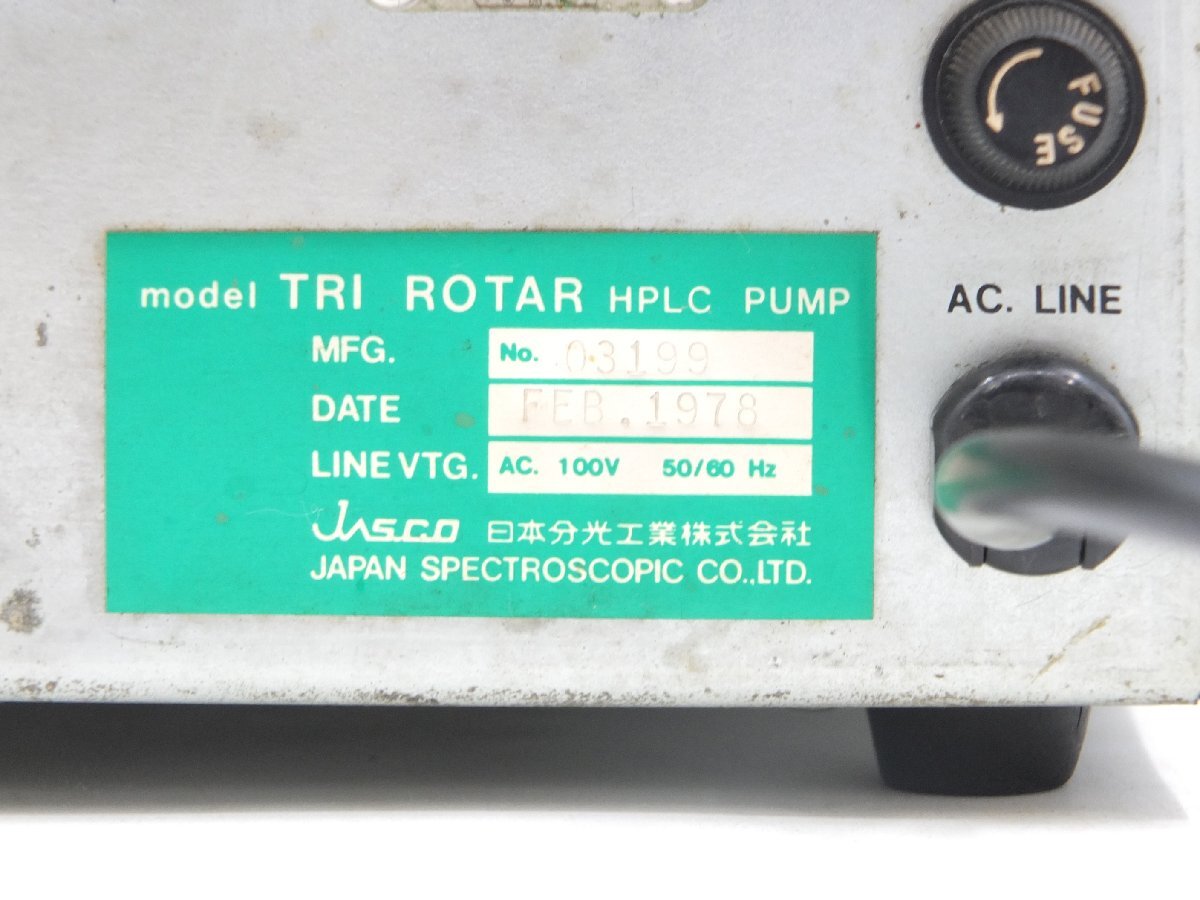 FUSE
model TRI ROTAR HPLC PUMP
AC. LINE
MFG. No. 03199
DATE FEB.1978
LINE VTG. AC. 100V 50/60 Hz
JASCO 日本分光工業株式会社
JAPAN SPECTROSCOPIC CO.,LTD.